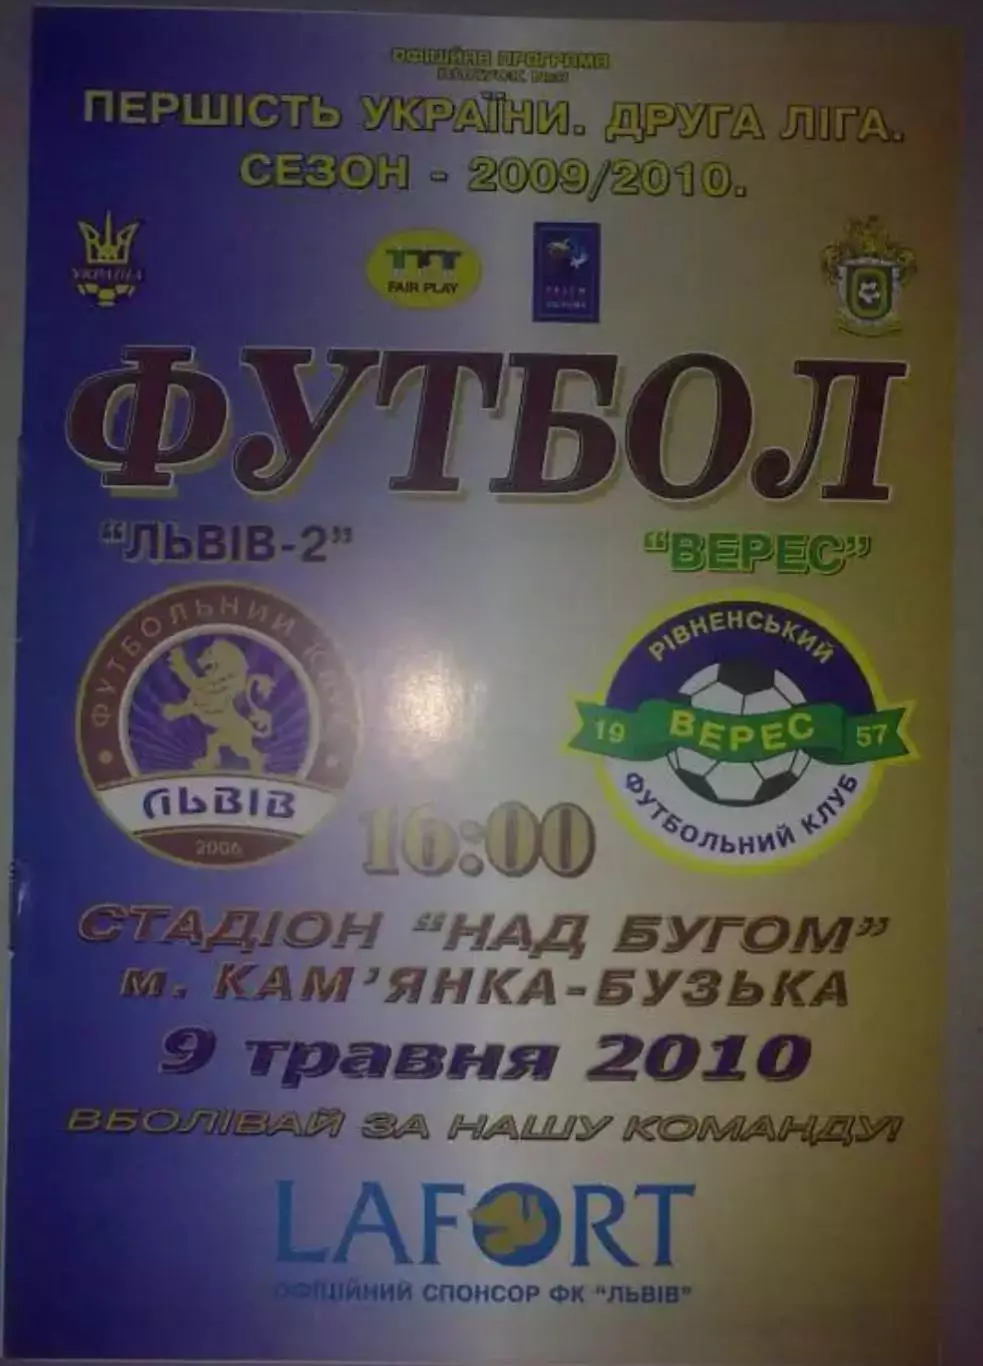 ОФІЦІЙНА ПРОГРАМА
ПЕРШІСТЬ УКРАЇНИ. ДРУГА ЛІГА.
СЕЗОН - 2009/2010.
УКРАЇНА
FAIR PLAY
ФУТБОЛ
"ЛЬВІВ-2"
"ВЕРЕС"
ФУТБОЛЬНИЙ КЛУБ
ЛЬВІВ
2006
РІВНЕНСЬКИЙ
19 ВЕРЕС 57
ФУТБОЛЬНИЙ КЛУБ
16:00
СТАДІОН "НАД БУГОМ"
м. КАМ'ЯНКА-БУЗЬКА
9 травня 2010
ВБОЛІВАЙ ЗА НАШУ КОМАНДУ!
LAFORT
ОФІЦІЙНИЙ СПОНСОР ФК "ЛЬВІВ"